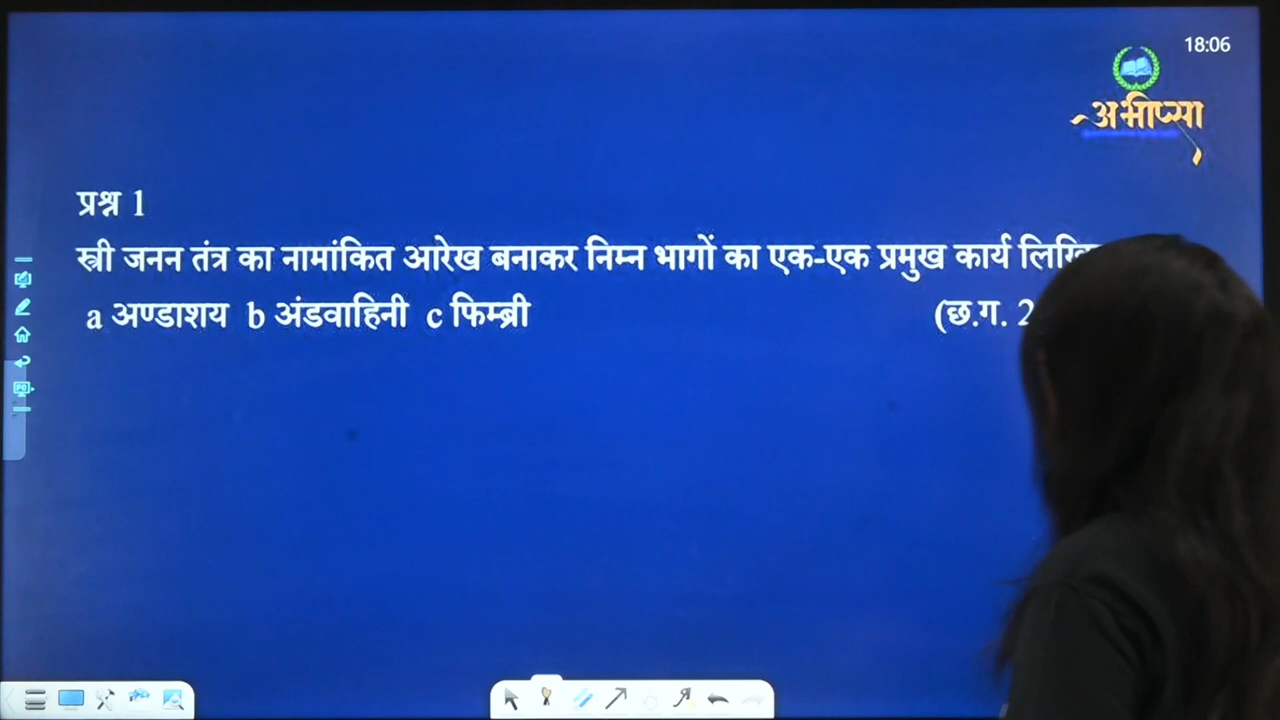 18:06
अभीप्सा
प्रश्न 1
स्त्री जनन तंत्र का नामांकित आरेख बनाकर निम्न भागों का एक-एक प्रमुख कार्य
a अण्डाशय b अंडवाहिनी c फिम्ब्री (छ.ग.